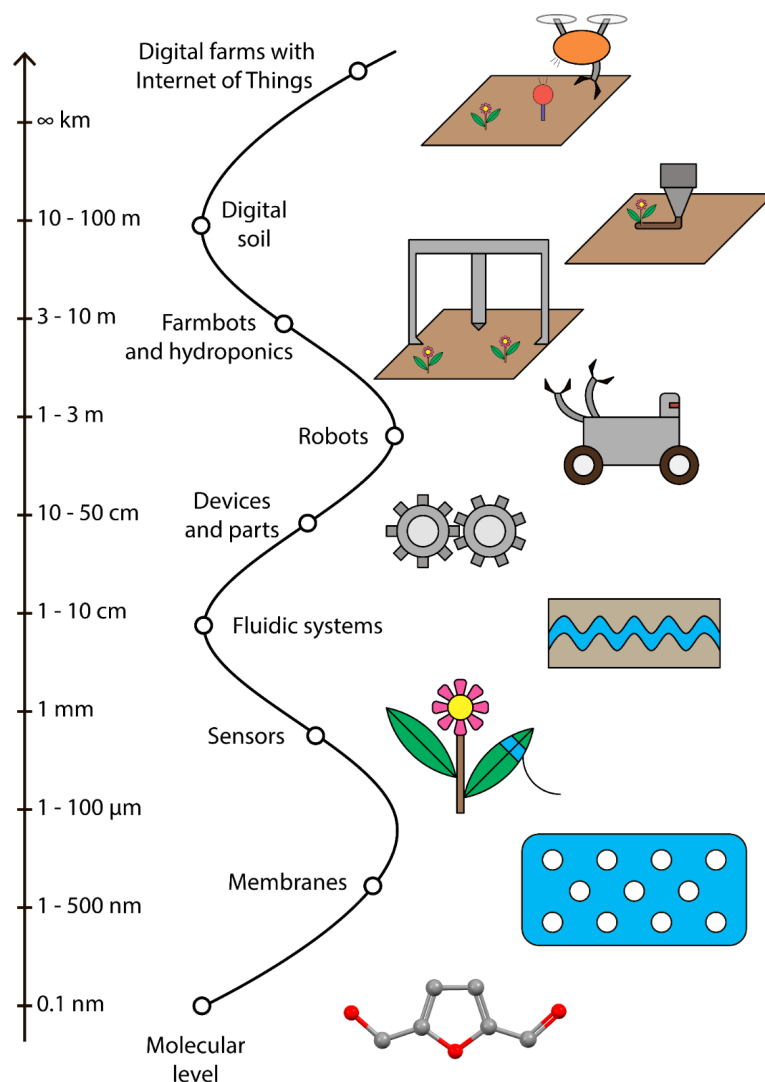 Digital farms with
Internet of Things
∞ km
10 - 100 m
Digital
soil
3 - 10 m
Farmbots
and hydroponics
1 - 3 m
Robots
10 - 50 cm
Devices
and parts
1 - 10 cm
Fluidic systems
1 mm
Sensors
1 - 100 µm
Membranes
1 - 500 nm
0.1 nm
Molecular
level